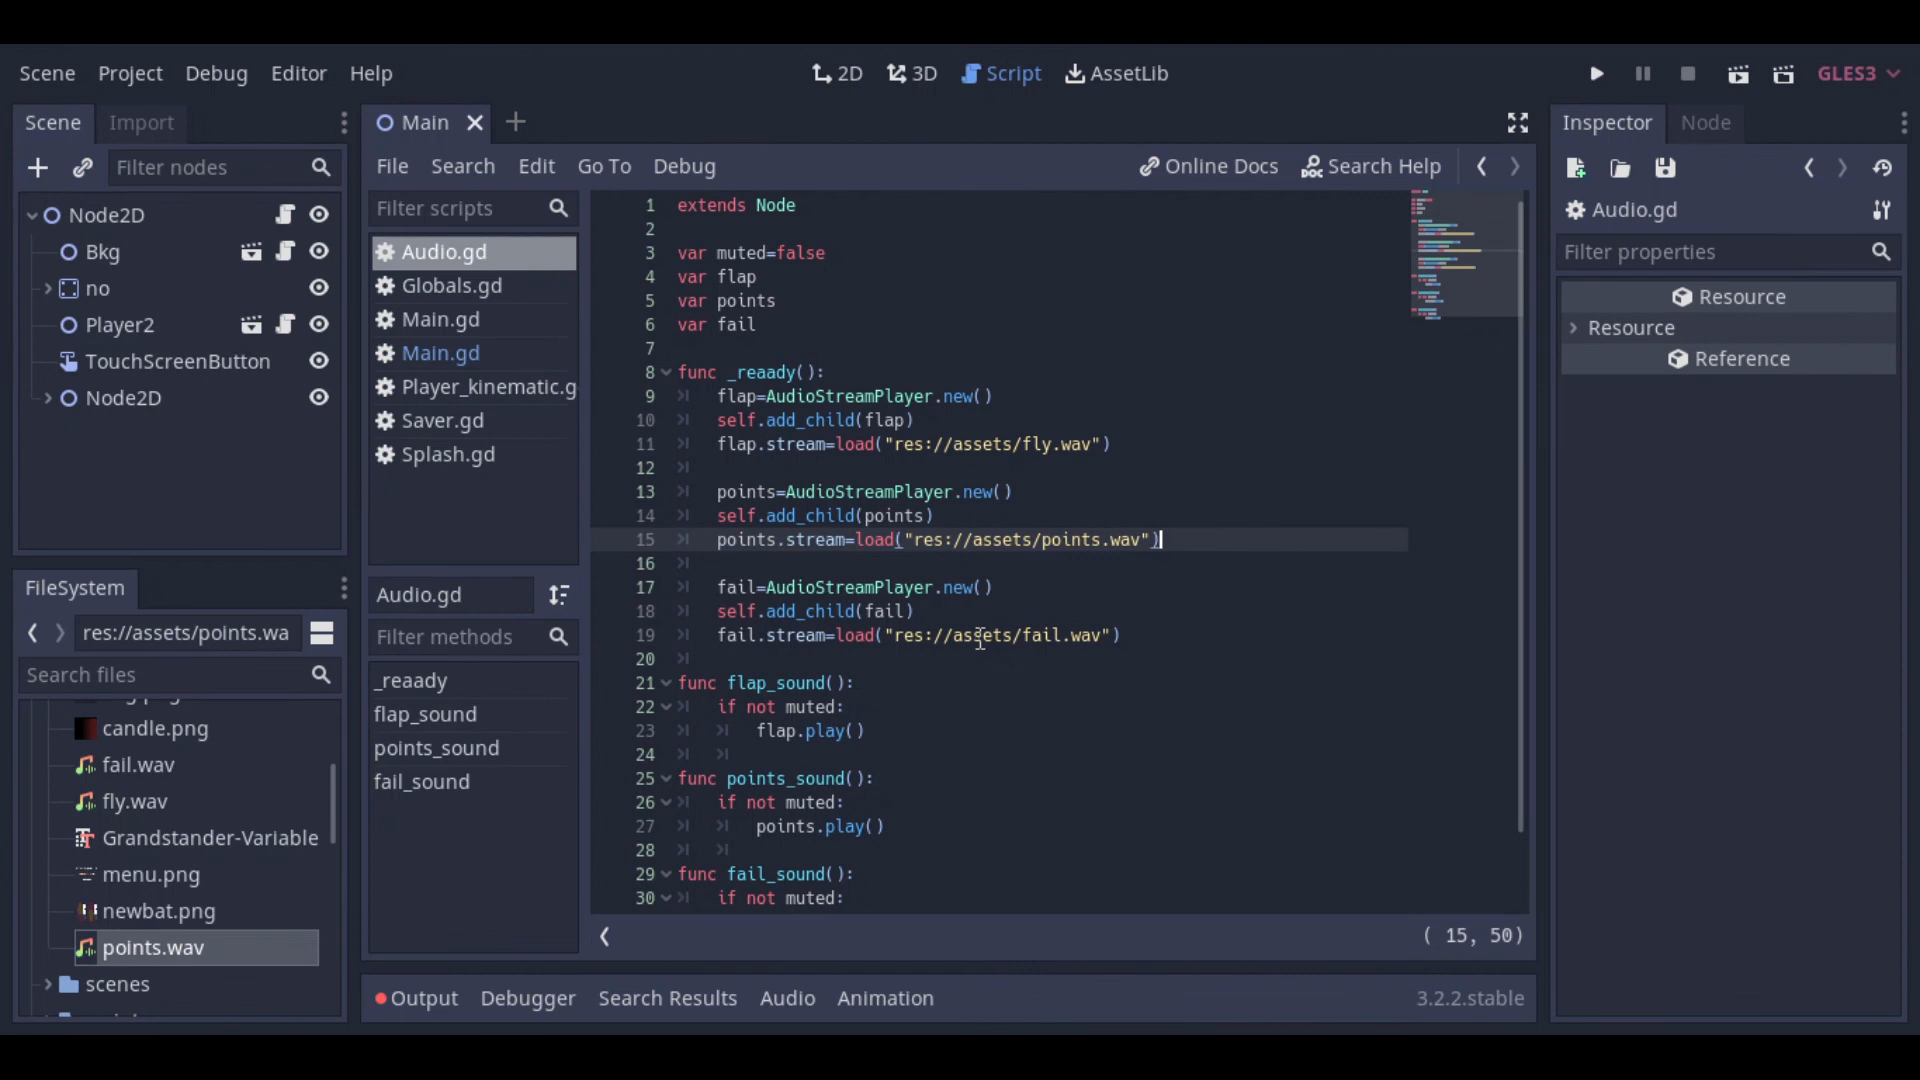 Scene Project Debug Editor Help 2D 3D Script AssetLib GLES3
Scene Import
Filter nodes
Node2D
Bkg
no
Player2
TouchScreenButton
Node2D
FileSystem
res://assets/points.wa
Search files
candle.png
fail.wav
fly.wav
Grandstander-Variable
menu.png
newbat.png
points.wav
scenes
Main
File Search Edit Go To Debug Online Docs Search Help
Filter scripts
Audio.gd
Globals.gd
Main.gd
Main.gd
Player_kinematic.g
Saver.gd
Splash.gd
Audio.gd
Filter methods
_reaady
flap_sound
points_sound
fail_sound
1 extends Node
2
3 var muted=false
4 var flap
5 var points
6 var fail
7
8 func _reaady():
9 flap=AudioStreamPlayer.new()
10 self.add_child(flap)
11 flap.stream=load("res://assets/fly.wav")
12
13 points=AudioStreamPlayer.new()
14 self.add_child(points)
15 points.stream=load("res://assets/points.wav")
16
17 fail=AudioStreamPlayer.new()
18 self.add_child(fail)
19 fail.stream=load("res://assets/fail.wav")
20
21 func flap_sound():
22 if not muted:
23 flap.play()
24
25 func points_sound():
26 if not muted:
27 points.play()
28
29 func fail_sound():
30 if not muted:
( 15, 50)
Output Debugger Search Results Audio Animation 3.2.2.stable
Inspector Node
Audio.gd
Filter properties
Resource
Resource
Reference